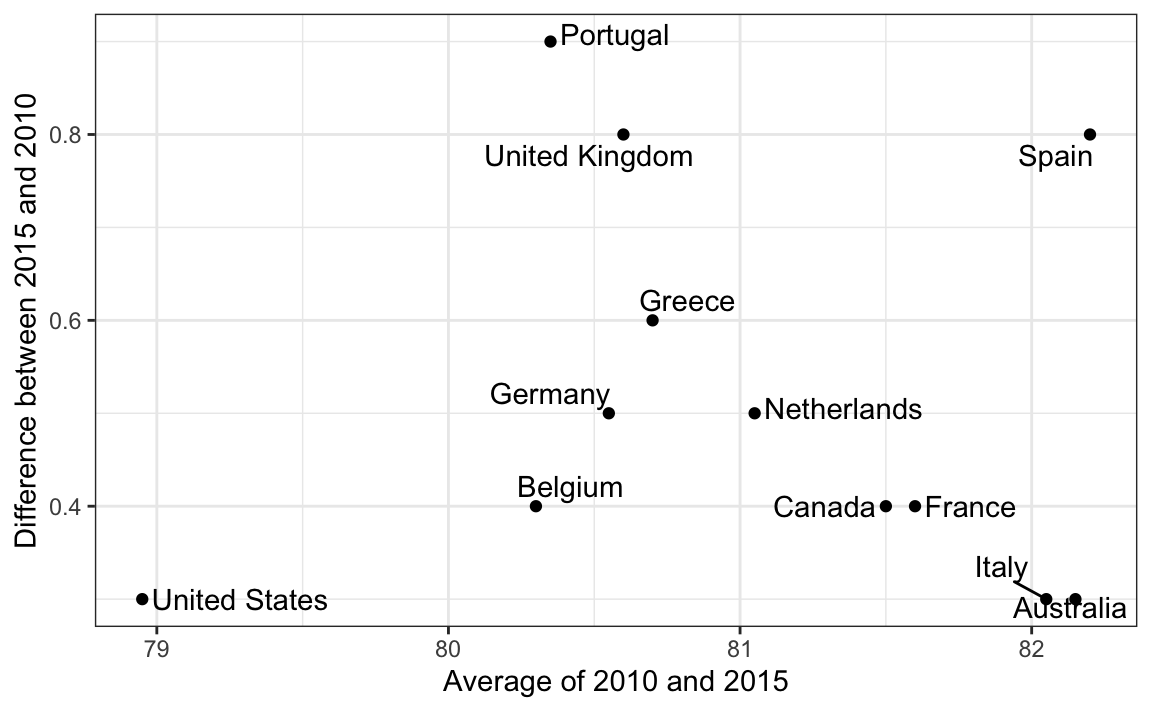 Portugal
0.8
United Kingdom
Spain
Greece
0.6
Germany
Netherlands
Belgium
0.4
Canada
France
Italy
United States
Australia
79
80
81
82
Average of 2010 and 2015
Difference between 2015 and 2010